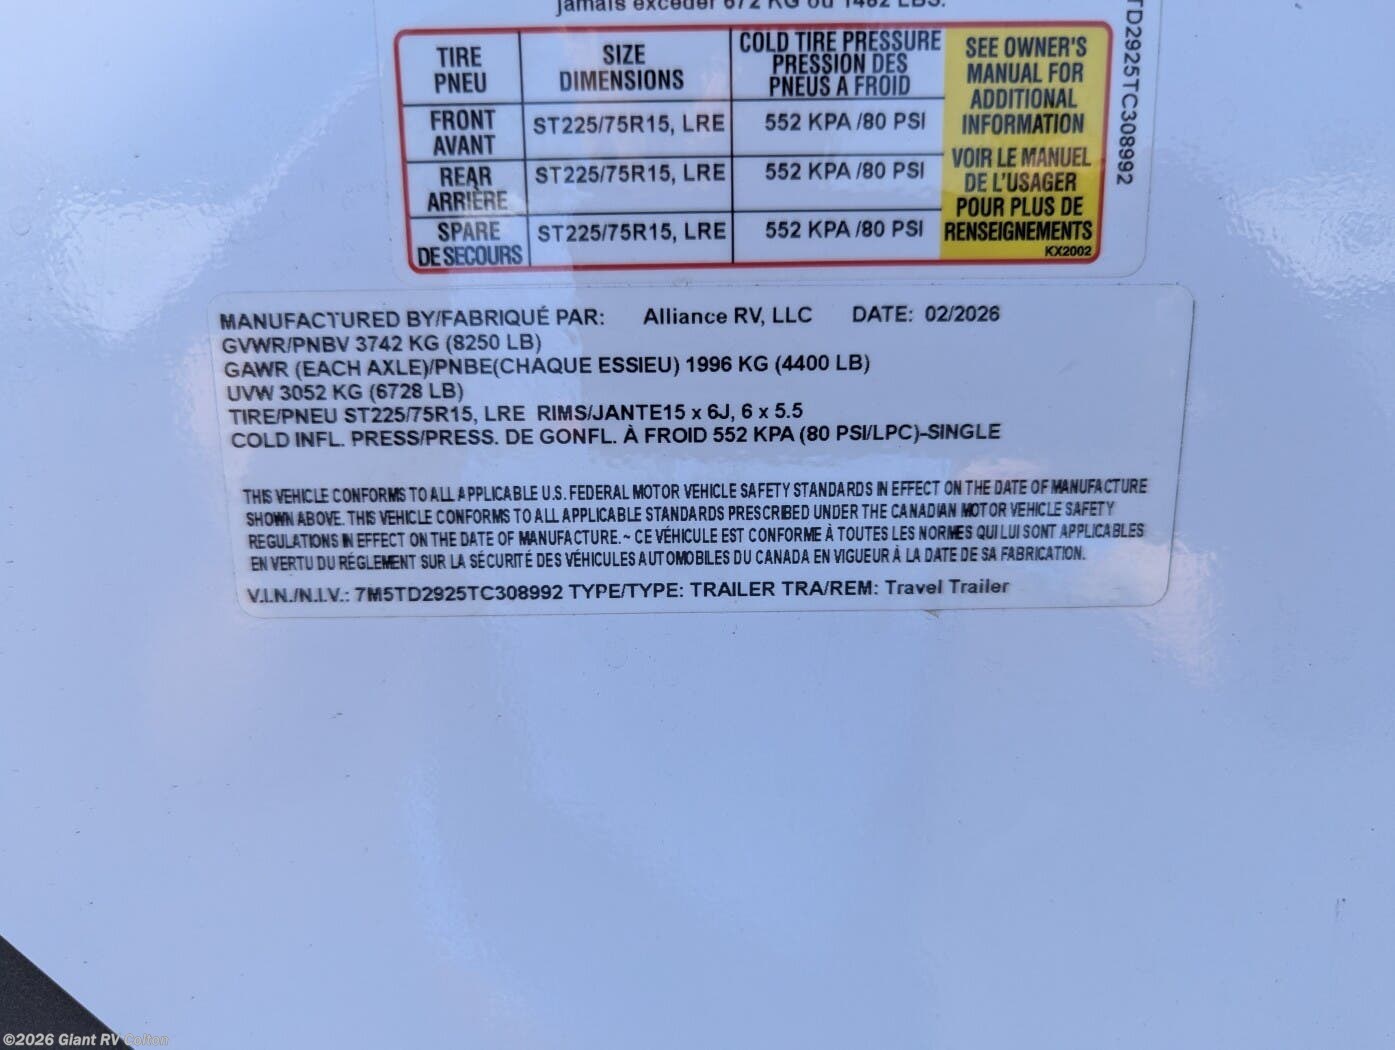 jamais excéder 672 KG ou 1482 LBS.
TIRE
PNEU
SIZE
DIMENSIONS
COLD TIRE PRESSURE
PRESSION DES
PNEUS A FROID
SEE OWNER'S
MANUAL FOR
ADDITIONAL
INFORMATION
VOIR LE MANUEL
DE L'USAGER
POUR PLUS DE
RENSEIGNEMENTS
KX2002
FRONT
AVANT
ST225/75R15, LRE
552 KPA /80 PSI
REAR
ARRIÈRE
ST225/75R15, LRE
552 KPA /80 PSI
SPARE
DE SECOURS
ST225/75R15, LRE
552 KPA /80 PSI
TD2925TC308992
MANUFACTURED BY/FABRIQUÉ PAR: Alliance RV, LLC DATE: 02/2026
GVWR/PNBV 3742 KG (8250 LB)
GAWR (EACH AXLE)/PNBE(CHAQUE ESSIEU) 1996 KG (4400 LB)
UVW 3052 KG (6728 LB)
TIRE/PNEU ST225/75R15, LRE RIMS/JANTE15 x 6J, 6 x 5.5
COLD INFL. PRESS/PRESS. DE GONFL. À FROID 552 KPA (80 PSI/LPC)-SINGLE
THIS VEHICLE CONFORMS TO ALL APPLICABLE U.S. FEDERAL MOTOR VEHICLE SAFETY STANDARDS IN EFFECT ON THE DATE OF MANUFACTURE
SHOWN ABOVE. THIS VEHICLE CONFORMS TO ALL APPLICABLE STANDARDS PRESCRIBED UNDER THE CANADIAN MOTOR VEHICLE SAFETY
REGULATIONS IN EFFECT ON THE DATE OF MANUFACTURE. ~ CE VÉHICULE EST CONFORME À TOUTES LES NORMES QUI LUI SONT APPLICABLES
EN VERTU DU RÉGLEMENT SUR LA SÉCURITÉ DES VÉHICULES AUTOMOBILES DU CANADA EN VIGUEUR À LA DATE DE SA FABRICATION.
V.I.N./N.I.V.: 7M5TD2925TC308992 TYPE/TYPE: TRAILER TRA/REM: Travel Trailer
©2026 Giant RV Colton